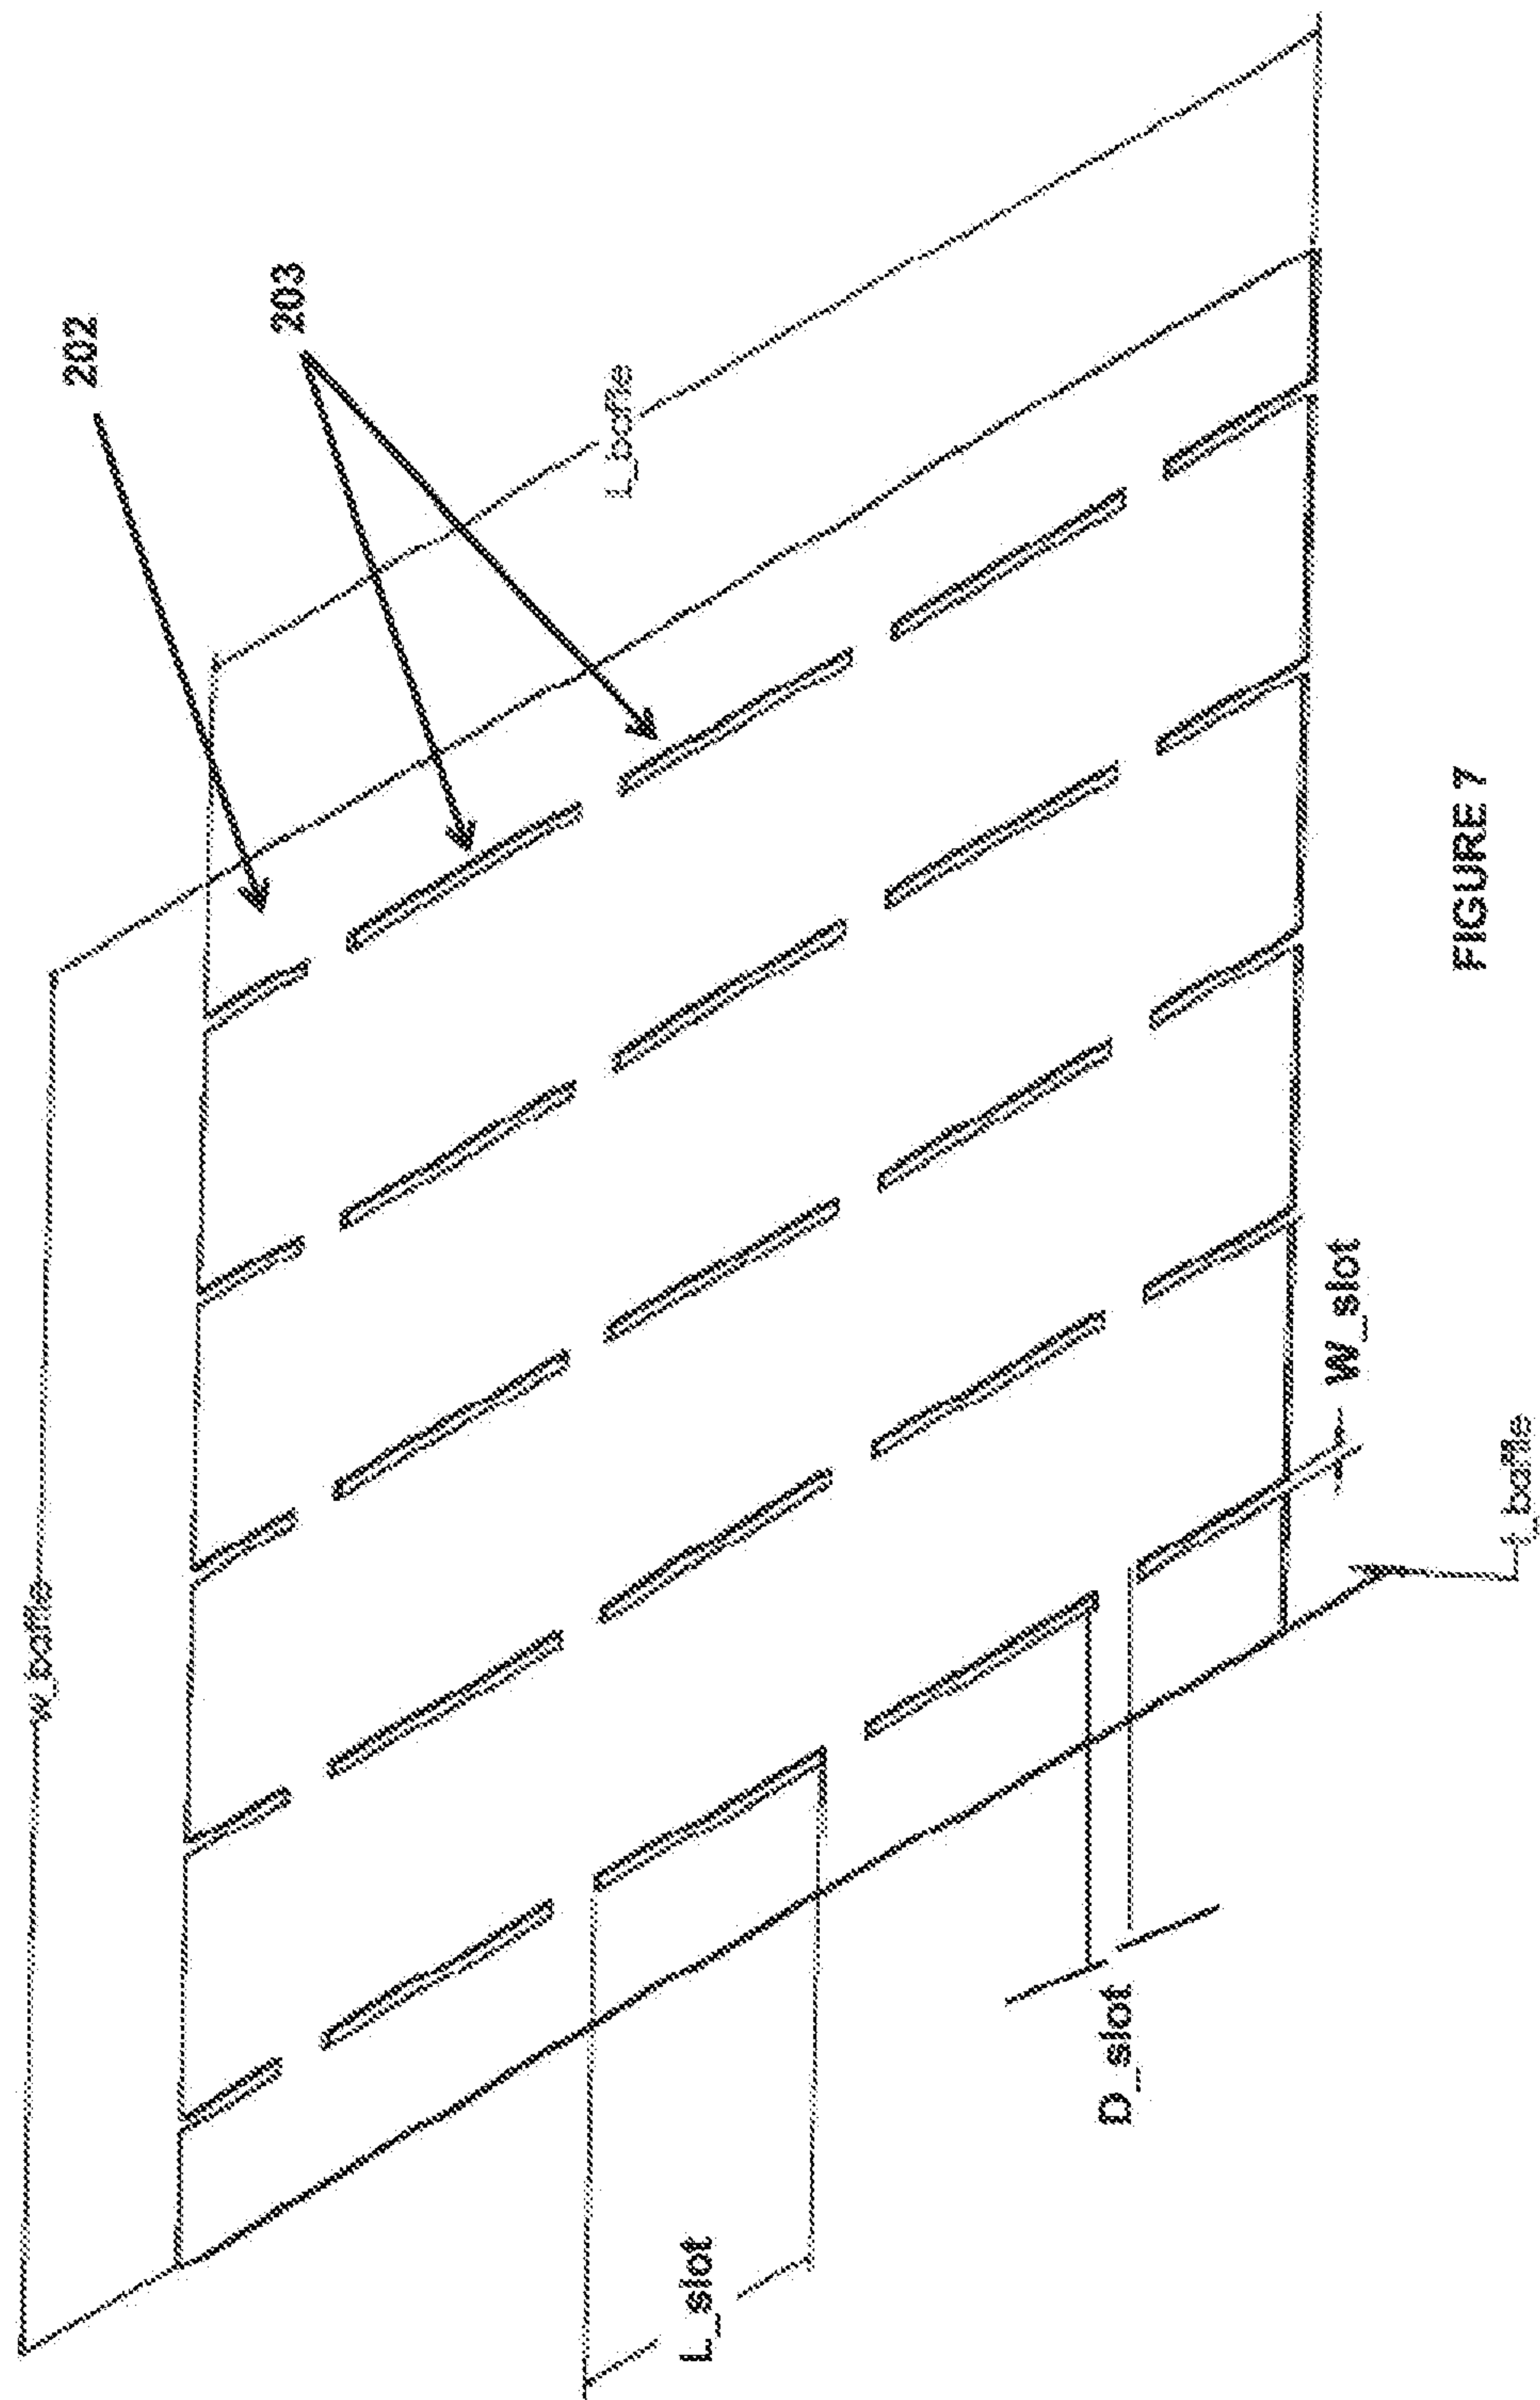 202
203
L_baffle
w_baffle
L_slot
D_slot
W_slot
t_baffle
FIGURE 7